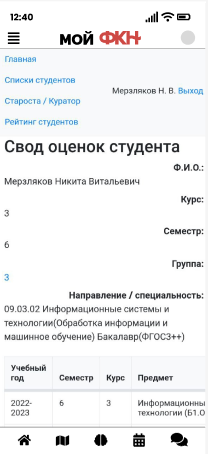 12:40
МОЙ ФКН
Главная
Списки студентов
Мерзляков Н. В. Выход
Староста / Куратор
Рейтинг студентов
Свод оценок студента
Ф.И.О.:
Мерзляков Никита Витальевич
Курс:
3
Семестр:
6
Группа:
3
Направление / специальность:
09.03.02 Информационные системы и
технологии(Обработка информации и
машинное обучение) Бакалавр(ФГОС3++)
Учебный год Семестр Курс Предмет
2022-2023 6 3 Информационны
технологии (Б1.О